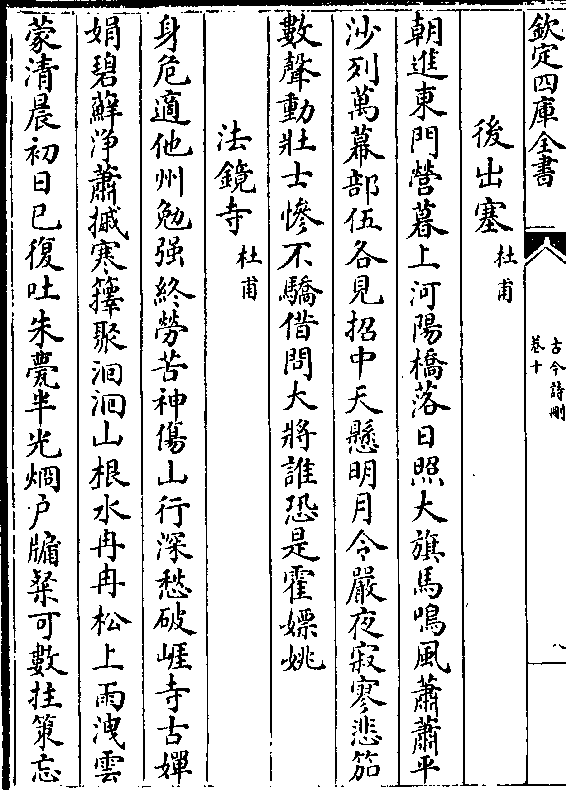 欽定四庫全書
古今詩刪
卷十
八
後出塞
杜甫
朝進東門營暮上河陽橋落日照大旗馬鳴風蕭蕭平
沙列萬幕部伍各見招中天懸明月令嚴夜寂寥悲笳
數聲動壯士慘不驕借問大將誰恐是霍嫖姚
法鏡寺
杜甫
身危適他州勉强終勞苦神傷山行深愁破崖寺古嬋
娟碧蘚淨蕭摵寒籜聚洄洄山根水冉冉松上雨洩雲
蒙清晨初日已復吐朱甍半光炯户牖粲可數拄策忘